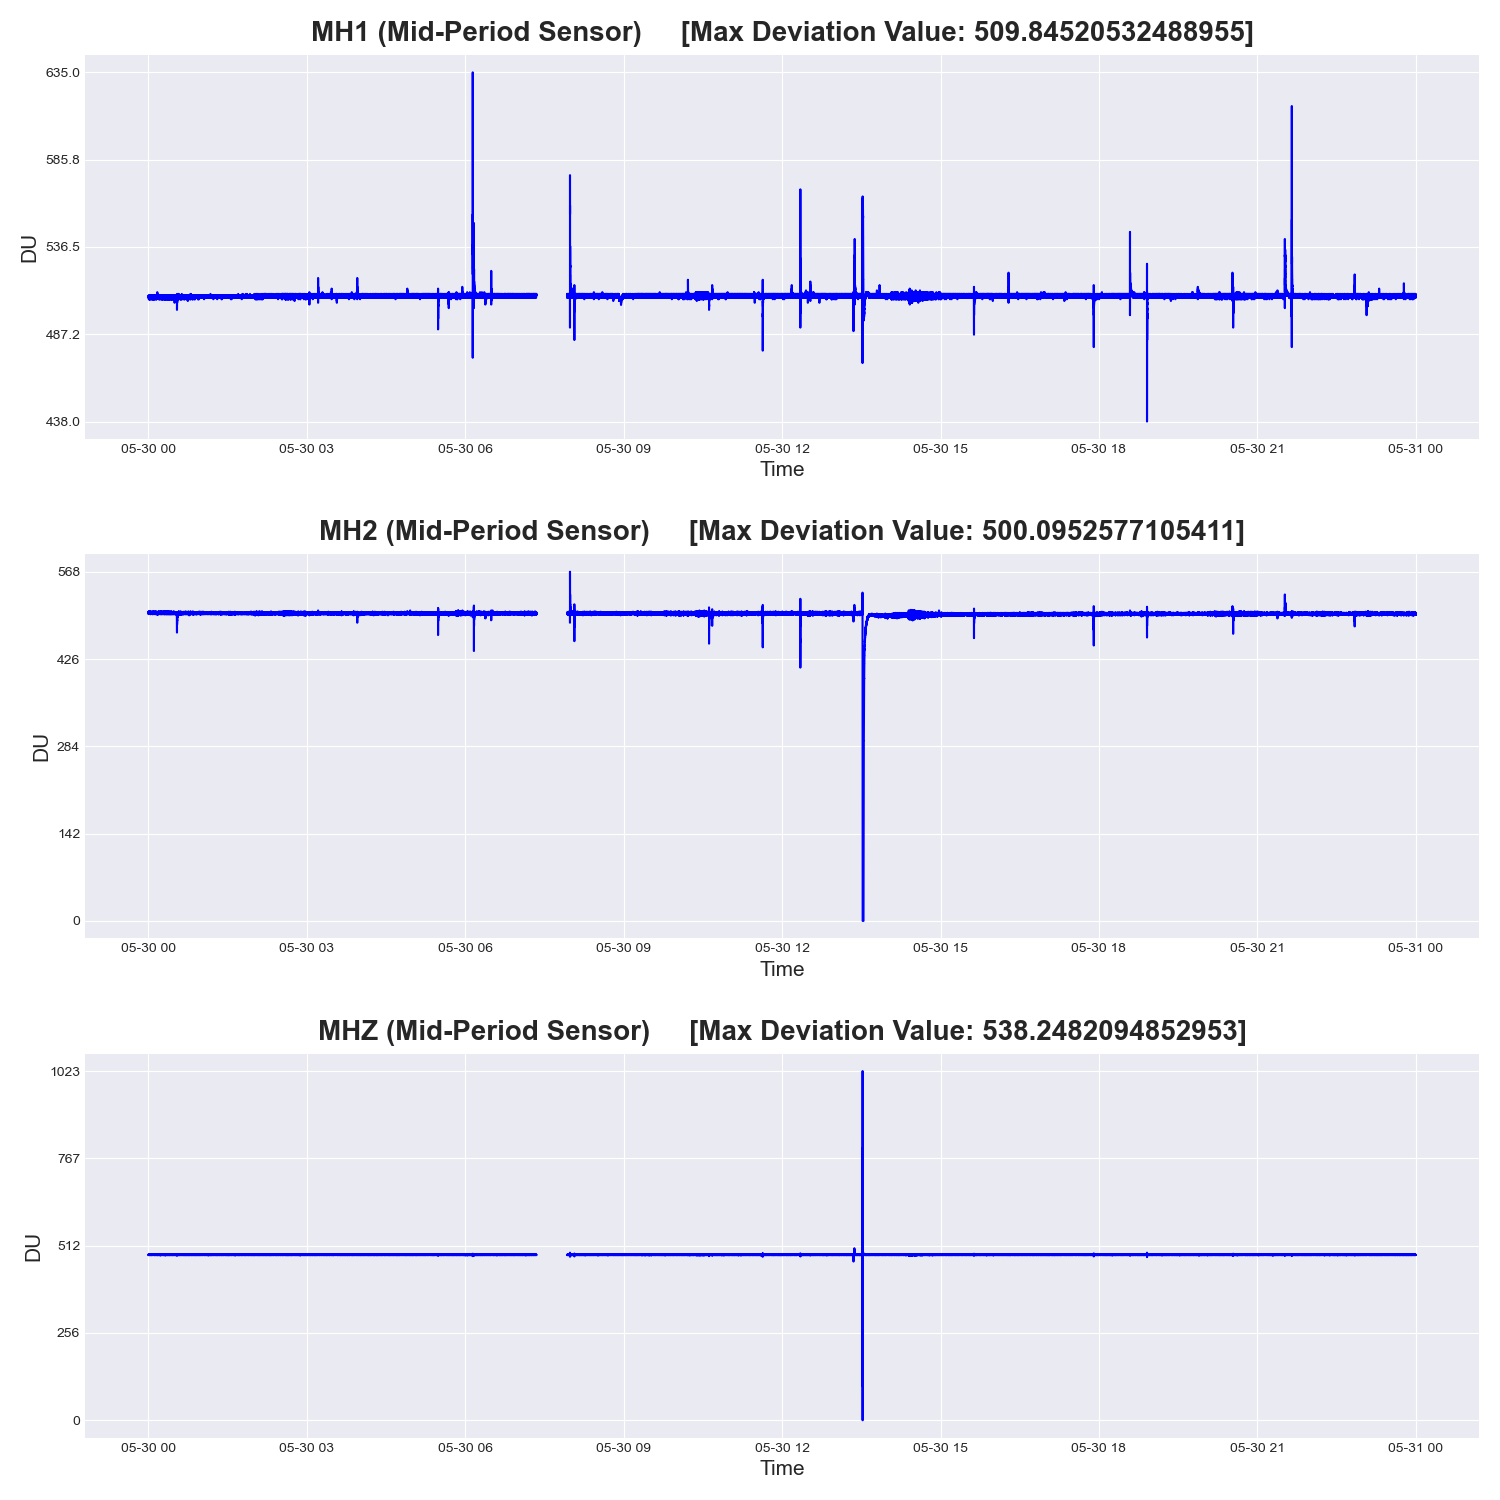 MH1 (Mid-Period Sensor) [Max Deviation Value: 509.84520532488955]
635.0
585.8
536.5
487.2
438.0
DU
05-30 00 05-30 03 05-30 06 05-30 09 05-30 12 05-30 15 05-30 18 05-30 21 05-31 00
Time
MH2 (Mid-Period Sensor) [Max Deviation Value: 500.0952577105411]
568
426
284
142
0
DU
05-30 00 05-30 03 05-30 06 05-30 09 05-30 12 05-30 15 05-30 18 05-30 21 05-31 00
Time
MHZ (Mid-Period Sensor) [Max Deviation Value: 538.2482094852953]
1023
767
512
256
0
DU
05-30 00 05-30 03 05-30 06 05-30 09 05-30 12 05-30 15 05-30 18 05-30 21 05-31 00
Time